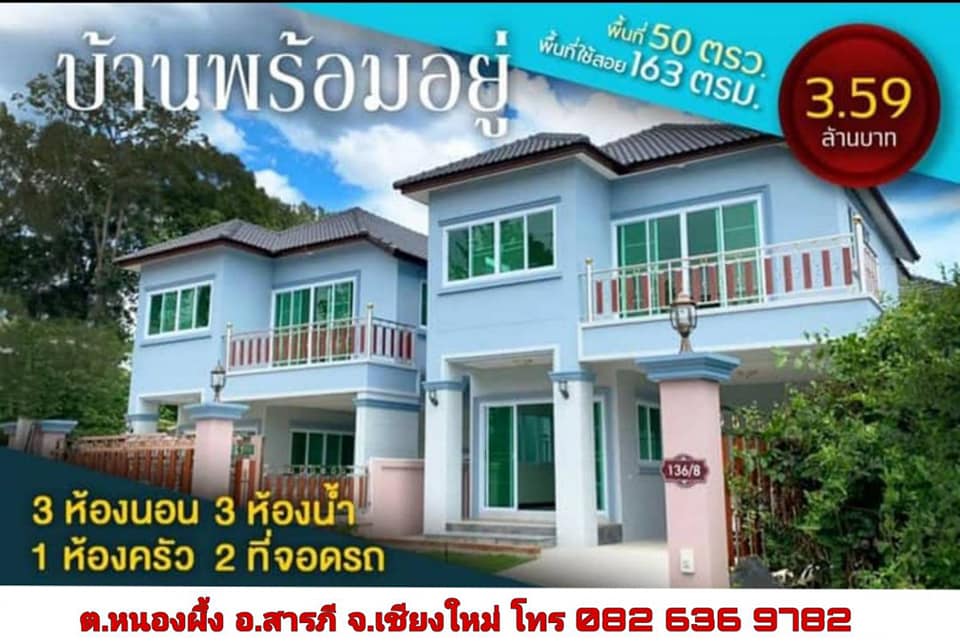 บ้านพร้อมอยู่
พื้นที่ 50 ตรว.
พื้นที่ใช้สอย 163 ตรม.
3.59
ล้านบาท
136/8
3 ห้องนอน 3 ห้องน้ำ
1 ห้องครัว 2 ที่จอดรถ
ต.หนองผึ้ง อ.สารภี จ.เชียงใหม่ โทร 082 636 9782